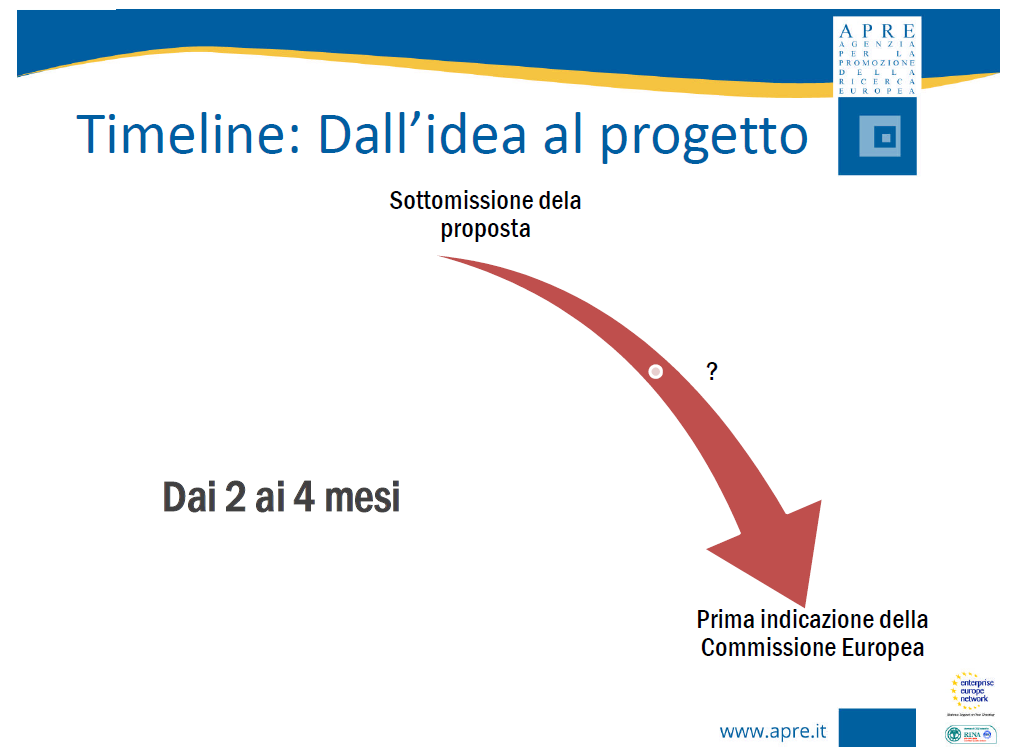 A P R E
AGENZIA
PER LA
PROMOZIONE
DELLA
RICERCA
EUROPEA
Timeline: Dall’idea al progetto
Sottomissione dela
proposta
?
Dai 2 ai 4 mesi
Prima indicazione della
Commissione Europea
enterprise
europe
network
www.apre.it
RINA